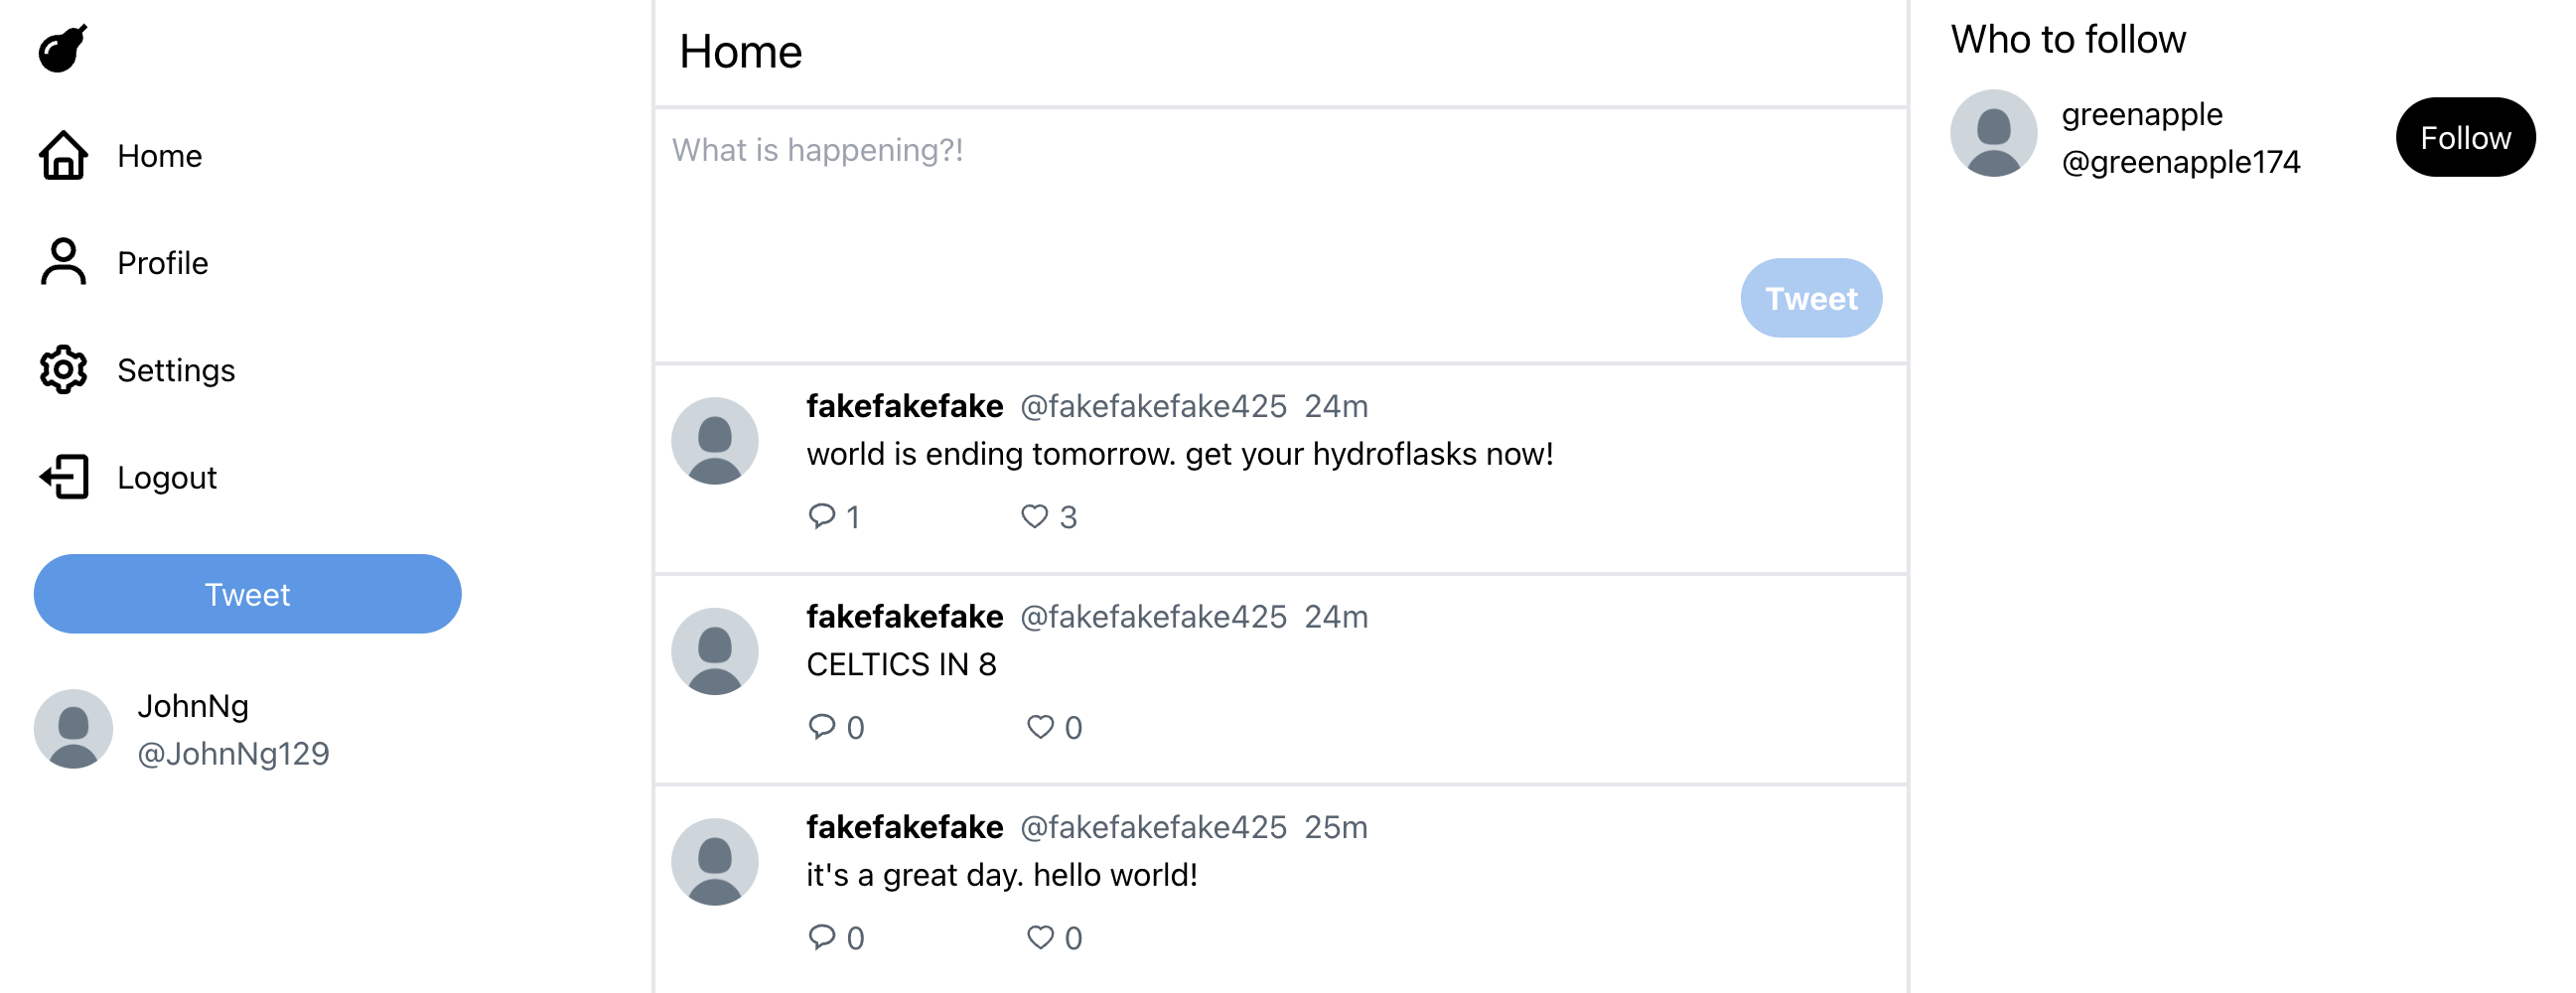 Home
Profile
Settings
Logout
Tweet
JohnNg
@JohnNg129
Home
What is happening?!
Tweet
fakefakefake @fakefakefake425 24m
world is ending tomorrow. get your hydroflasks now!
1 3
fakefakefake @fakefakefake425 24m
CELTICS IN 8
0 0
fakefakefake @fakefakefake425 25m
it's a great day. hello world!
0 0
Who to follow
greenapple
@greenapple174
Follow